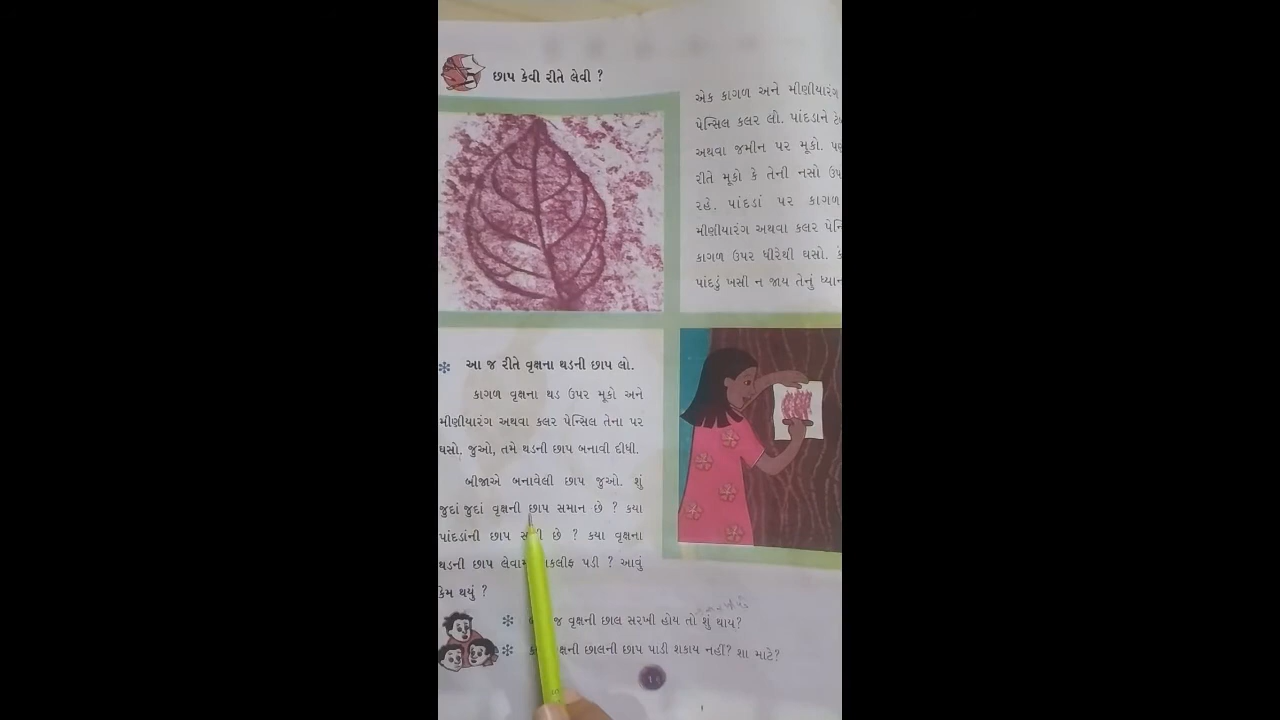 છાપ કેવી રીતે લેવી ?
એક કાગળ અને મીણીયારંગ
પેન્સિલ કલર લો. પાંદડાને
અથવા જમીન પર મૂકો.
રીતે મૂકો કે તેની નસો
રહે. પાંદડાં પર કાગળ
મીણીયારંગ અથવા કલર
કાગળ ઉપર ધીરેથી ઘસો.
પાંદડું ખસી ન જાય તેનું
આ જ રીતે વૃક્ષના થડની છાપ લો.
કાગળ વૃક્ષના થડ ઉપર મૂકો અને
મીણીયારંગ અથવા કલર પેન્સિલ તેના પર
ઘસો. જુઓ, તમે થડની છાપ બનાવી દીધી.
બીજાએ બનાવેલી છાપ જુઓ. શું
જુદાં જુદાં વૃક્ષની છાપ સમાન છે ? કયા
પાંદડાંની છાપ છે ? કયા વૃક્ષના
થડની છાપ પડી ? આવું
કેમ થયું ?
જ વૃક્ષની છાલ સરખી હોય તો શું થાય?
છાલની છાપ પાડી શકાય નહીં? શા માટે?